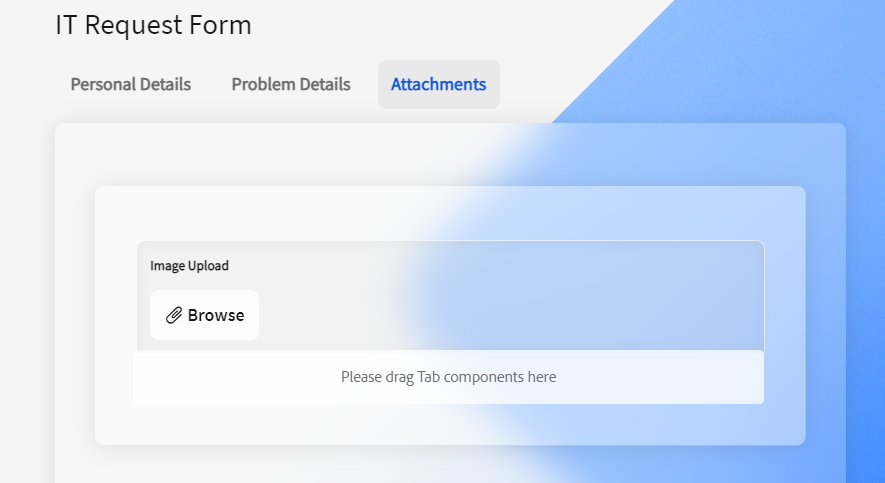 IT Request Form
Personal Details Problem Details Attachments
Image Upload
Browse
Please drag Tab components here